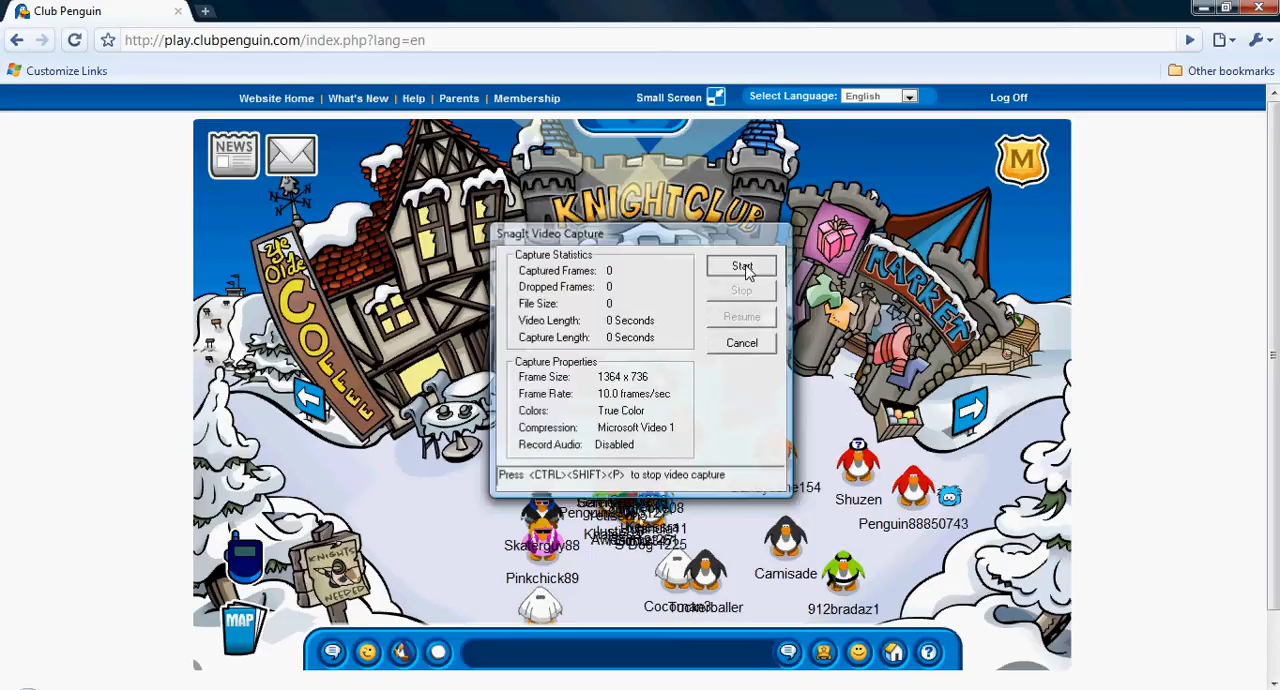 Club Penguin
http://play.clubpenguin.com/index.php?lang=en
Customize Links
Other bookmarks
Website Home | What's New | Help | Parents | Membership
Small Screen
Select Language: English
Log Off
NEWS
M
KNIGHTCLUB
Ye Olde COFFEE
MARKET
SnagIt Video Capture
Capture Statistics
Captured Frames: 0
Dropped Frames: 0
File Size: 0
Video Length: 0 Seconds
Capture Length: 0 Seconds
Start
Stop
Resume
Cancel
Capture Properties
Frame Size: 1364 x 736
Frame Rate: 10.0 frames/sec
Colors: True Color
Compression: Microsoft Video 1
Record Audio: Disabled
Press <CTRL><SHIFT><P> to stop video capture
Shuzen
Penguin88850743
Skaterguy88
Pinkchick89
Camisade
912bradaz1
KNIGHTS
NEEDED
MAP
?